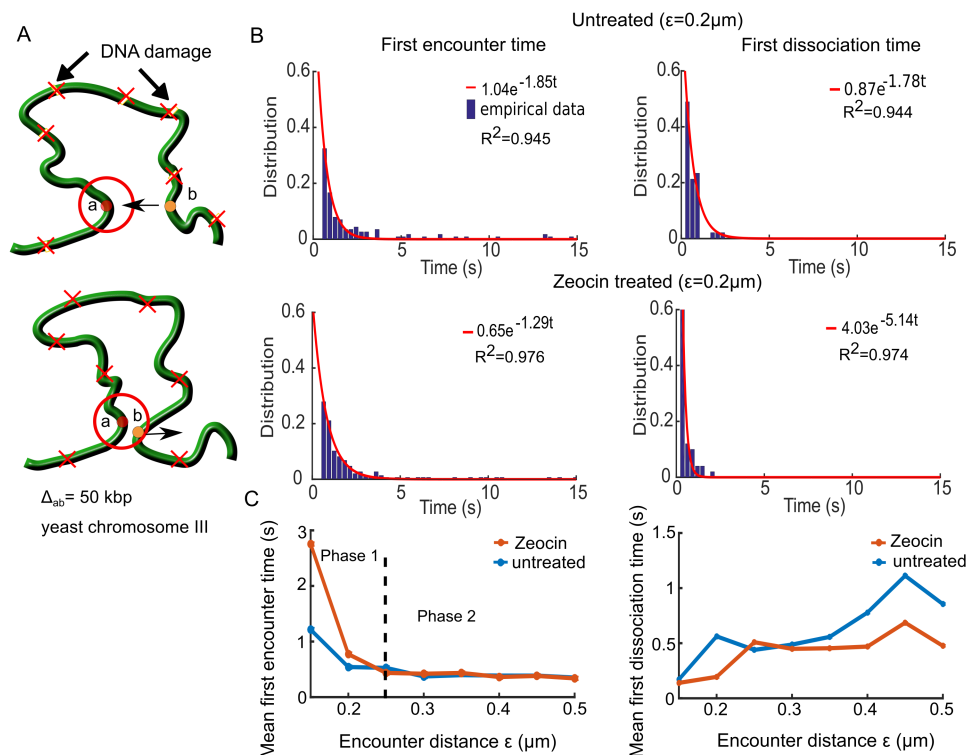 A
DNA damage
a
b
a
b
Δab= 50 kbp
yeast chromosome III
B
Untreated (ε=0.2μm)
First encounter time
0.6
0.4
0.2
0
Distribution
1.04e-1.85t
empirical data
R2=0.945
0
5
10
15
Time (s)
First dissociation time
0.6
0.4
0.2
0
Distribution
0.87e-1.78t
R2=0.944
0
5
10
15
Time (s)
Zeocin treated (ε=0.2μm)
0.6
0.4
0.2
0
Distribution
0.65e-1.29t
R2=0.976
0
5
10
15
Time (s)
0.6
0.4
0.2
0
Distribution
4.03e-5.14t
R2=0.974
0
5
10
15
Time (s)
C
Mean first encounter time (s)
3
2
1
0
Phase 1
Phase 2
Zeocin
untreated
0.2
0.3
0.4
0.5
Encounter distance ε (μm)
Mean first dissociation time (s)
1.5
1
0.5
0
Zeocin
untreated
0.2
0.3
0.4
0.5
Encounter distance ε (μm)